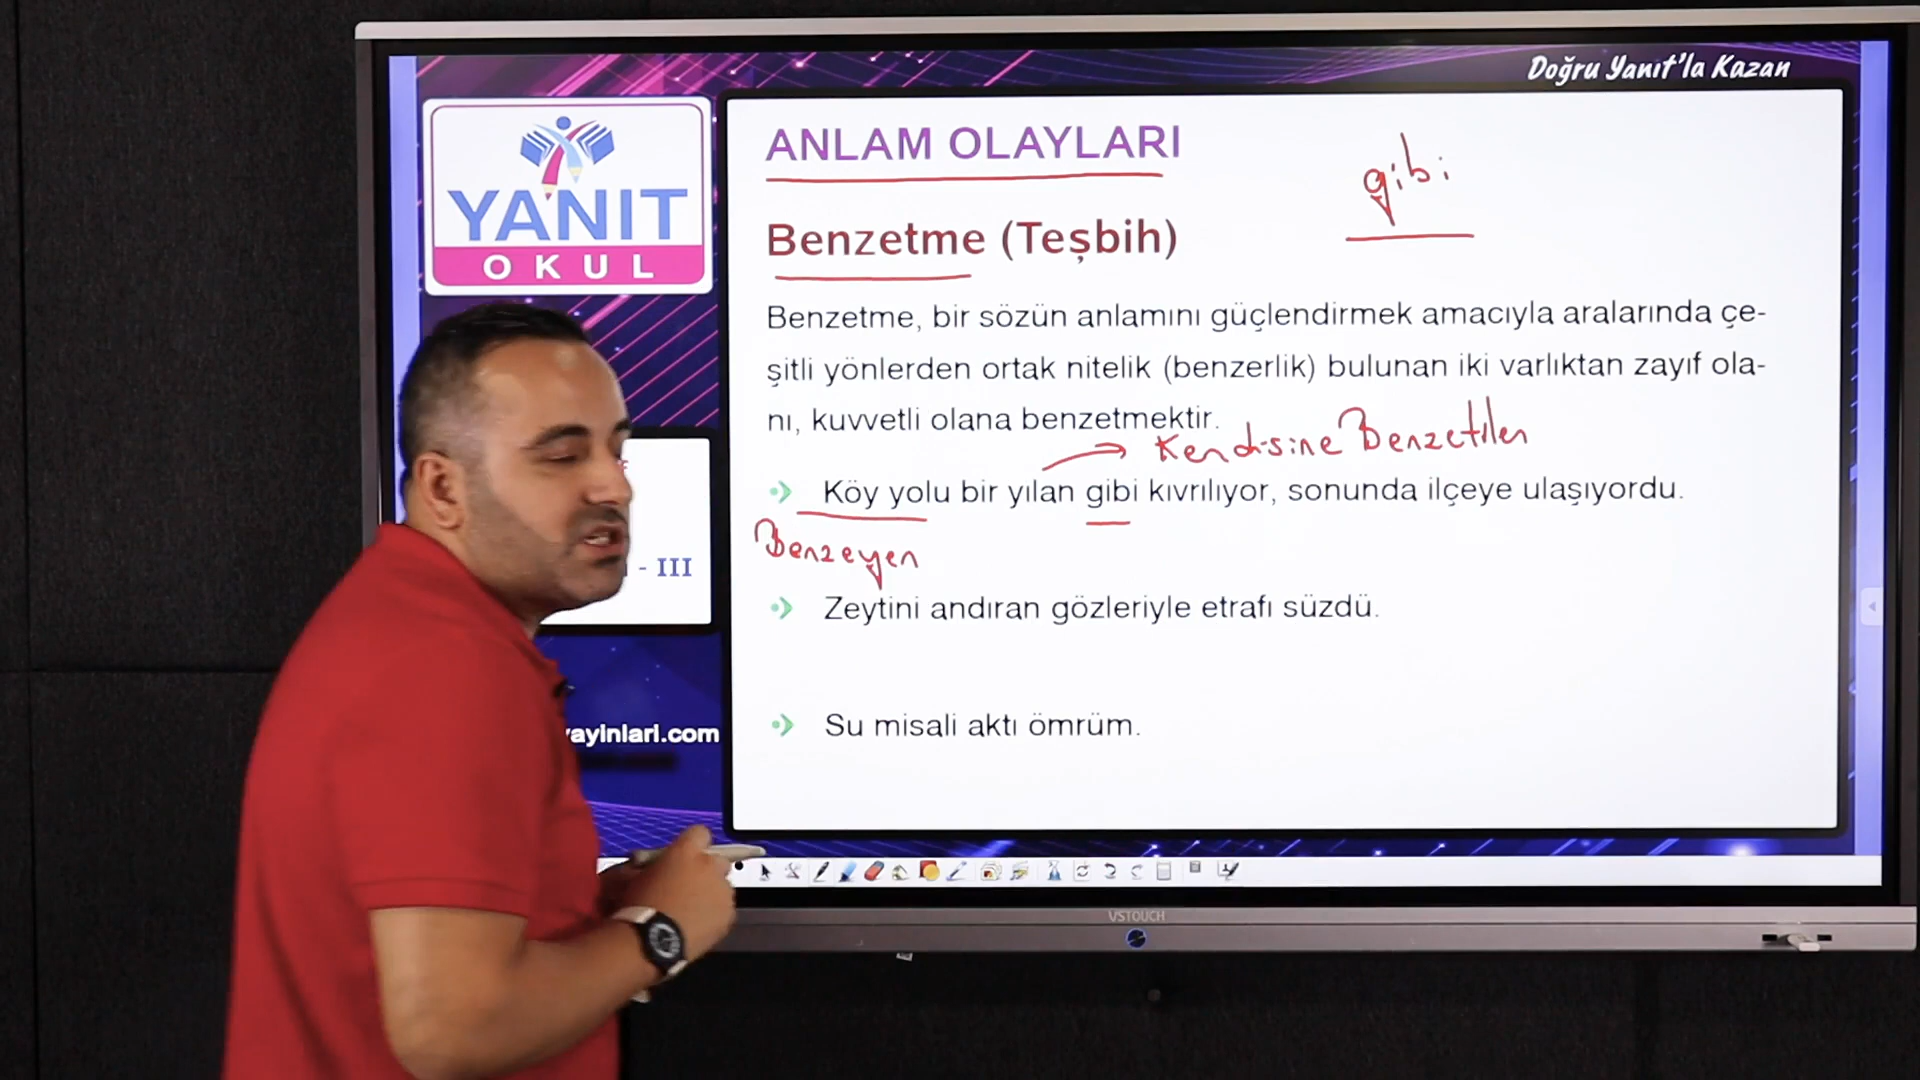 Doğru Yanıt'la Kazan
YANIT
OKUL
ANLAM OLAYLARI
gibi
Benzetme (Teşbih)
Benzetme, bir sözün anlamını güçlendirmek amacıyla aralarında çe-
şitli yönlerden ortak nitelik (benzerlik) bulunan iki varlıktan zayıf ola-
nı, kuvvetli olana benzetmektir.
Kendisine Benzetilen
Köy yolu bir yılan gibi kıvrılıyor, sonunda ilçeye ulaşıyordu.
Benzeyen
- III
Zeytini andıran gözleriyle etrafı süzdü.
Su misali aktı ömrüm.
yayinlari.com
VSTOUCH